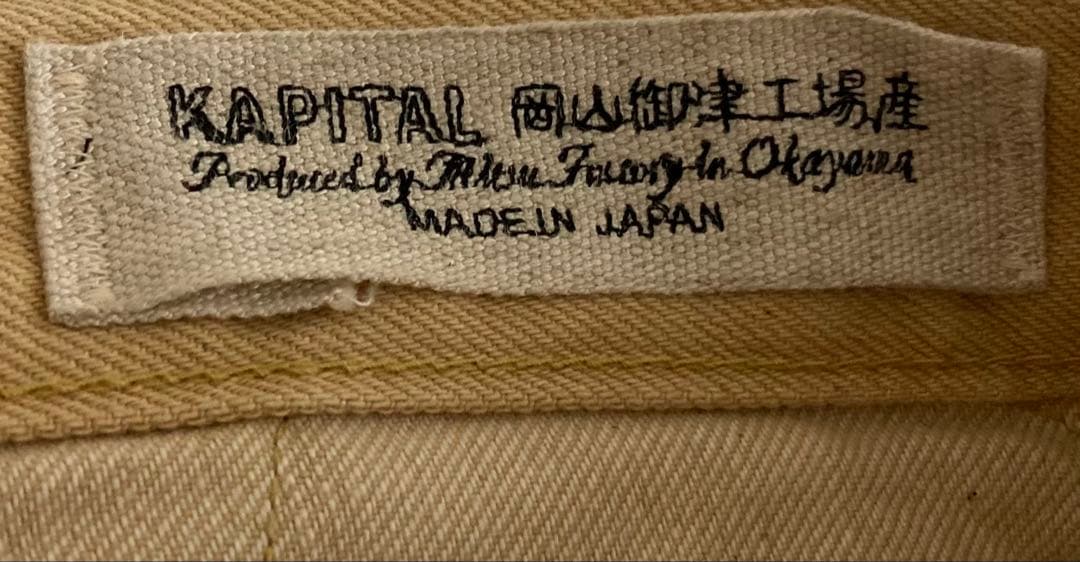 KAPITAL 岡山御津工場産
Produced by Mitsu Factory in Okayama
MADE IN JAPAN